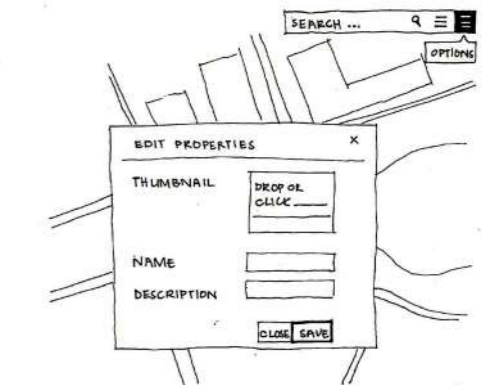 SEARCH ...
OPTIONS
EDIT PROPERTIES X
THUMBNAIL
DROP OR
CLICK
NAME
DESCRIPTION
CLOSE SAVE